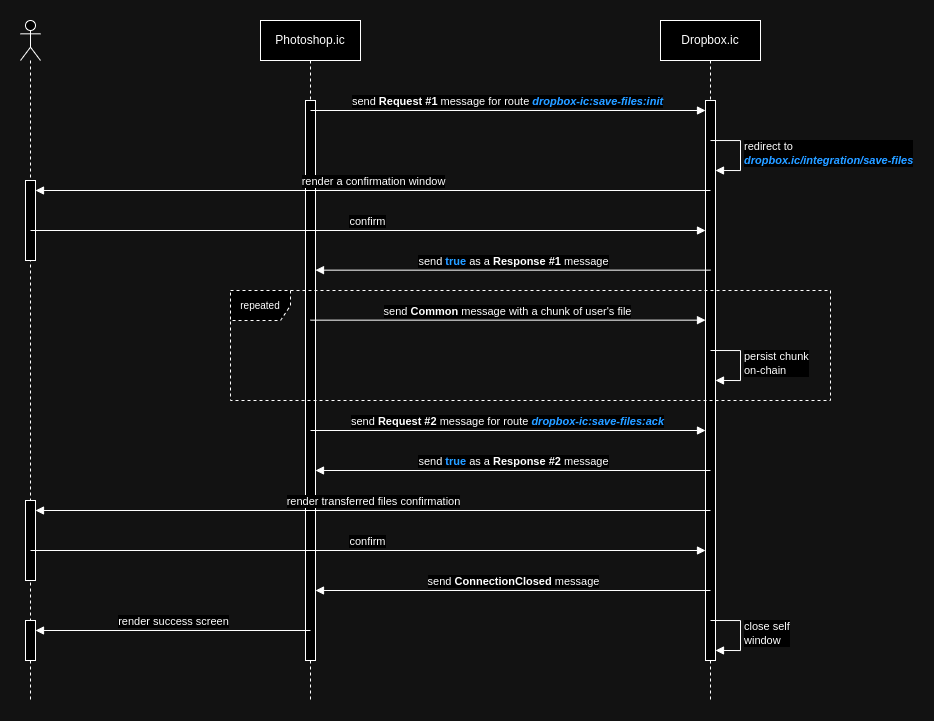 Photoshop.ic
Dropbox.ic
send Request #1 message for route dropbox-ic:save-files:init
redirect to
dropbox.ic/integration/save-files
render a confirmation window
confirm
send true as a Response #1 message
repeated
send Common message with a chunk of user's file
persist chunk
on-chain
send Request #2 message for route dropbox-ic:save-files:ack
send true as a Response #2 message
render transferred files confirmation
confirm
send ConnectionClosed message
render success screen
close self
window